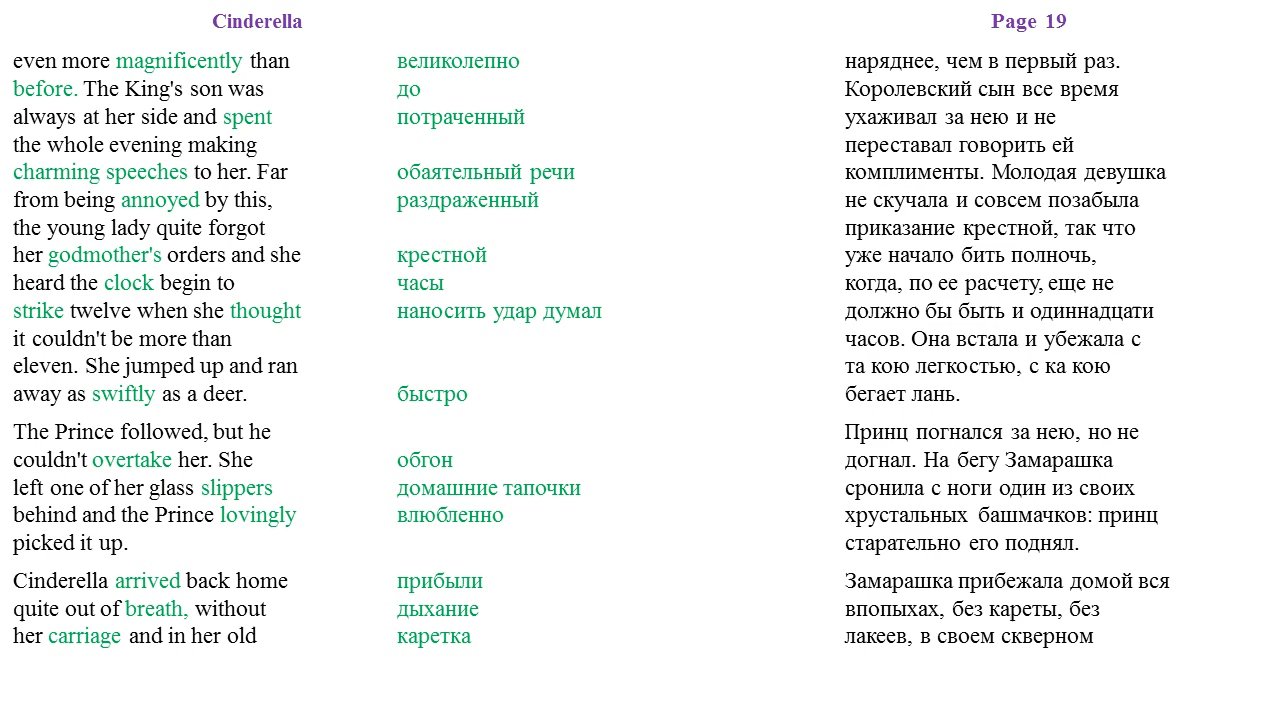 Cinderella
Page 19
even more magnificently than
before. The King's son was
always at her side and spent
the whole evening making
charming speeches to her. Far
from being annoyed by this,
the young lady quite forgot
her godmother's orders and she
heard the clock begin to
strike twelve when she thought
it couldn't be more than
eleven. She jumped up and ran
away as swiftly as a deer.
The Prince followed, but he
couldn't overtake her. She
left one of her glass slippers
behind and the Prince lovingly
picked it up.
Cinderella arrived back home
quite out of breath, without
her carriage and in her old
великолепно
до
потраченный
обаятельный речи
раздраженный
крестной
часы
наносить удар думал
быстро
обгон
домашние тапочки
влюбленно
прибыли
дыхание
каретка
наряднее, чем в первый раз.
Королевский сын все время
ухаживал за нею и не
переставал говорить ей
комплименты. Молодая девушка
не скучала и совсем позабыла
приказание крестной, так что
уже начало бить полночь,
когда, по ее расчету, еще не
должно бы быть и одиннадцати
часов. Она встала и убежала с
та кою легкостью, с ка кою
бегает лань.
Принц погнался за нею, но не
догнал. На бегу Замарашка
сронила с ноги один из своих
хрустальных башмачков: принц
старательно его поднял.
Замарашка прибежала домой вся
впопыхах, без кареты, без
лакеев, в своем скверном